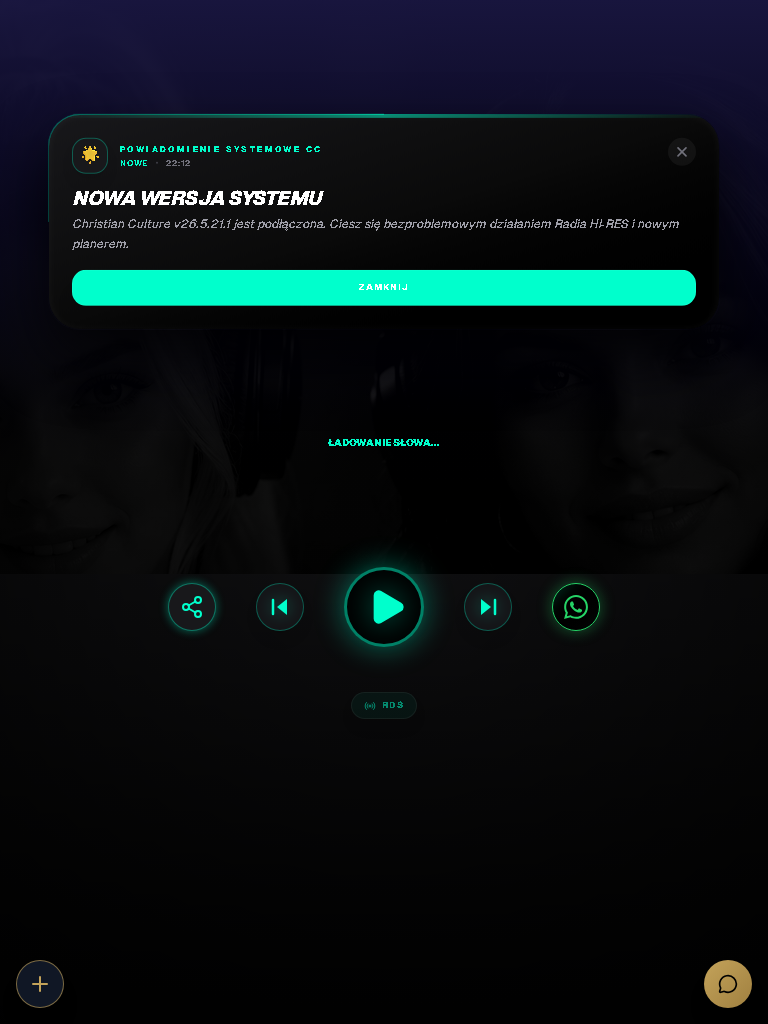 POWIADOMIENIE SYSTEMOWE CC
NOWE · 22:12
NOWA WERSJA SYSTEMU
Christian Culture v26.5.21.1 jest podłączona. Ciesz się bezproblemowym działaniem Radia HI-RES i nowym
planerem.
ZAMKNIJ
ŁADOWANIE SŁOWA...
RDS